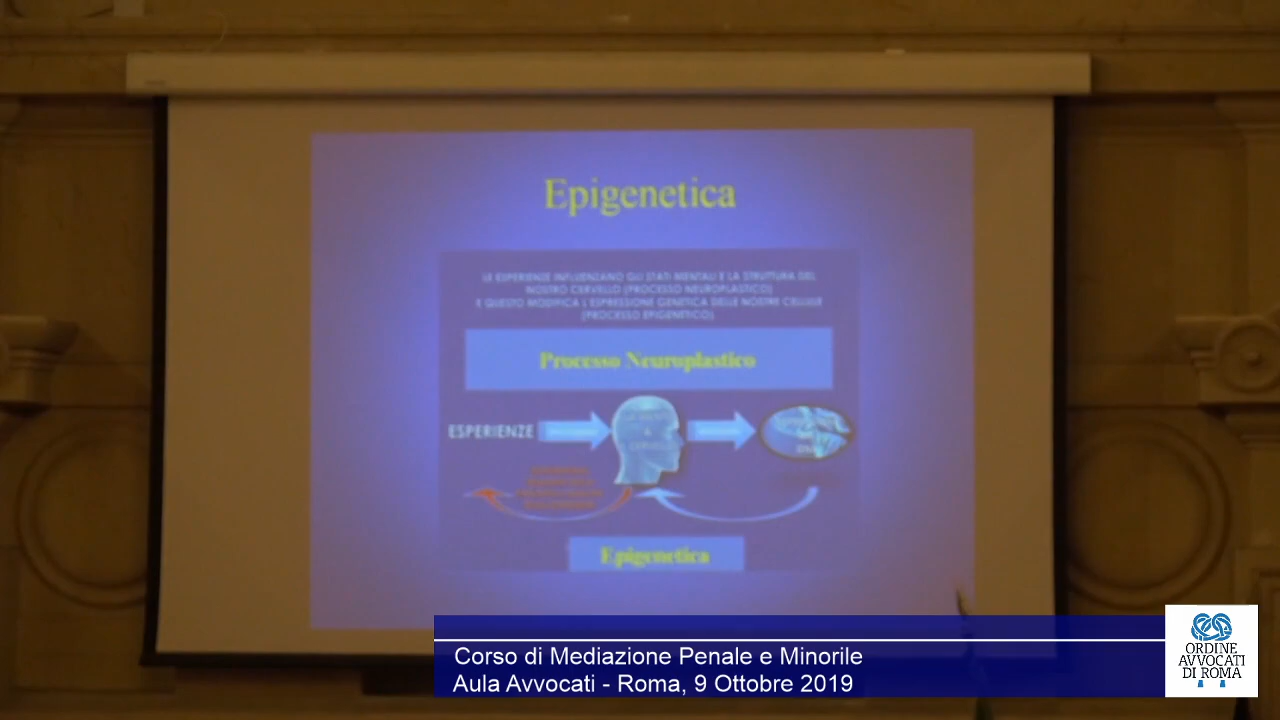 Epigenetica
LE ESPERIENZE INFLUENZANO GLI STATI MENTALI E LA STRUTTURA DEL
NOSTRO CERVELLO (PROCESSO NEUROPLASTICO)
E QUESTO MODIFICA L'ESPRESSIONE GENETICA DELLE NOSTRE CELLULE
(PROCESSO EPIGENETICO)
Processo Neuroplastico
ESPERIENZE
Epigenetica
Corso di Mediazione Penale e Minorile
Aula Avvocati - Roma, 9 Ottobre 2019
ORDINE
AVVOCATI
DI ROMA